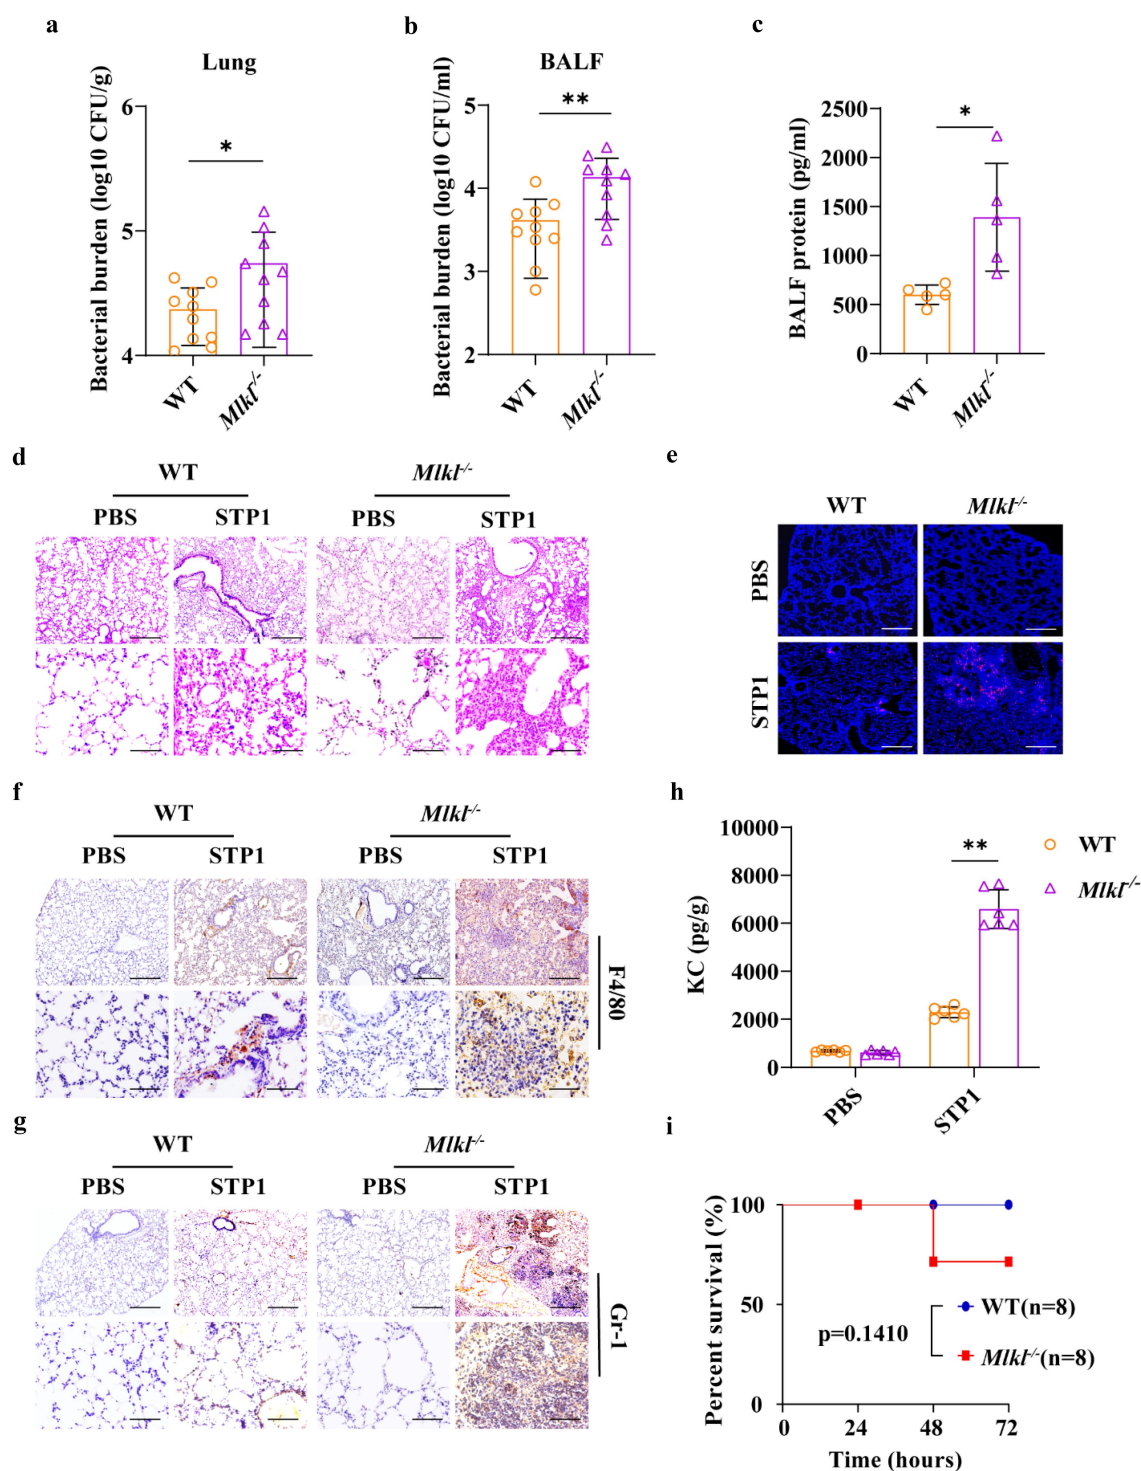 a
Lung
Bacterial burden (log10 CFU/g)
6
5
4
*
WT
Mlkl-/-
b
BALF
Bacterial burden (log10 CFU/ml)
5
4
3
2
**
WT
Mlkl-/-
c
BALF protein (pg/ml)
2500
2000
1500
1000
500
0
*
WT
Mlkl-/-
d
WT
Mlkl-/-
PBS
STP1
PBS
STP1
e
WT
Mlkl-/-
PBS
STP1
f
WT
Mlkl-/-
PBS
STP1
PBS
STP1
F4/80
g
WT
Mlkl-/-
PBS
STP1
PBS
STP1
Gr-1
h
KC (pg/g)
10000
8000
6000
4000
2000
0
**
WT
Mlkl-/-
PBS
STP1
i
Percent survival (%)
100
50
0
p=0.1410
WT(n=8)
Mlkl-/-(n=8)
0
24
48
72
Time (hours)